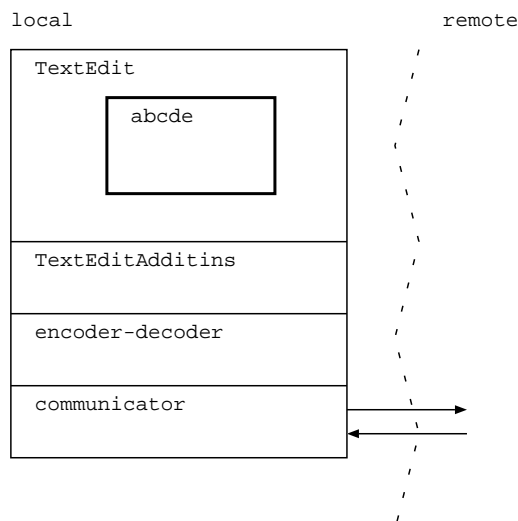 local remote
TextEdit
abcde
TextEditAdditins
encoder-decoder
communicator